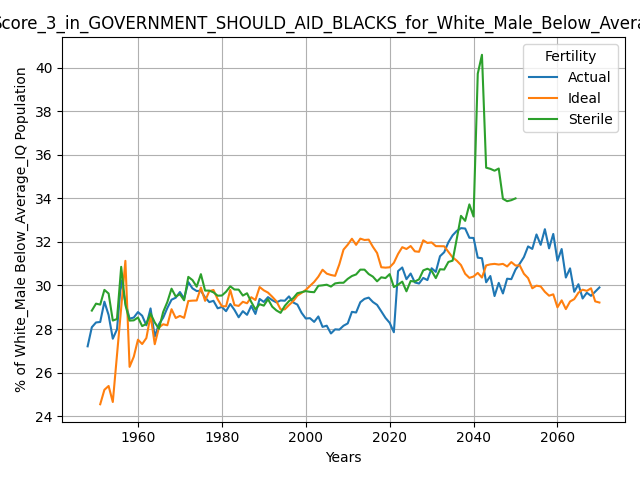 Score_3_in_GOVERNMENT_SHOULD_AID_BLACKS_for_White_Male_Below_Avera
Fertility
Actual
Ideal
Sterile
% of White_Male Below_Average_IQ Population
40
38
36
34
32
30
28
26
24
1960 1980 2000 2020 2040 2060
Years